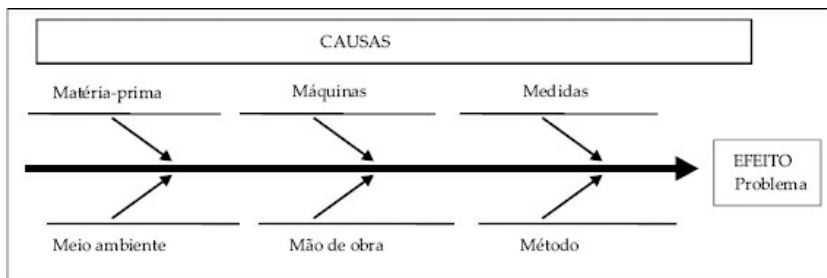 CAUSAS
Matéria-prima
Máquinas
Medidas
EFEITO
Problema
Meio ambiente
Mão de obra
Método